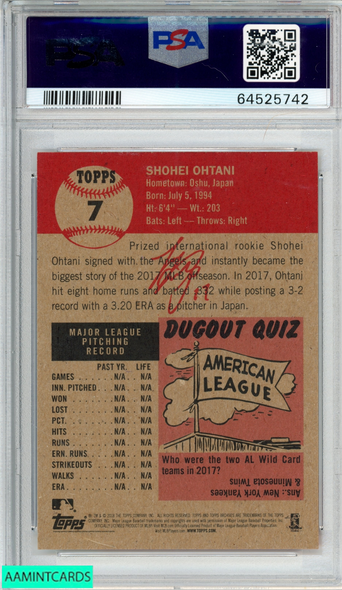 PSA
PSA
64525742
TOPPS
7
SHOHEI OHTANI
Hometown: Oshu, Japan
Born: July 5, 1994
Ht: 6'4" — Wt.: 203
Bats: Left — Throws: Right
Prized international rookie Shohei
Ohtani signed with the Angels and instantly became the
biggest story of the 2017 MLB offseason. In 2017, Ohtani
hit eight home runs and batted .332 while posting a 3-2
record with a 3.20 ERA as a pitcher in Japan.
MAJOR LEAGUE
PITCHING
RECORD
PAST YR. LIFE
GAMES N/A. N/A
INN. PITCHED N/A. N/A
WON N/A. N/A
LOST N/A. N/A
PCT. N/A. N/A
HITS N/A. N/A
RUNS N/A. N/A
ERN. RUNS N/A. N/A
STRIKEOUTS N/A. N/A
WALKS N/A. N/A
ERA N/A. N/A
DUGOUT QUIZ
AMERICAN
LEAGUE
Who were the two AL Wild Card
teams in 2017?
Ans.: New York Yankees
& Minnesota Twins
Topps
AAMINTCARDS